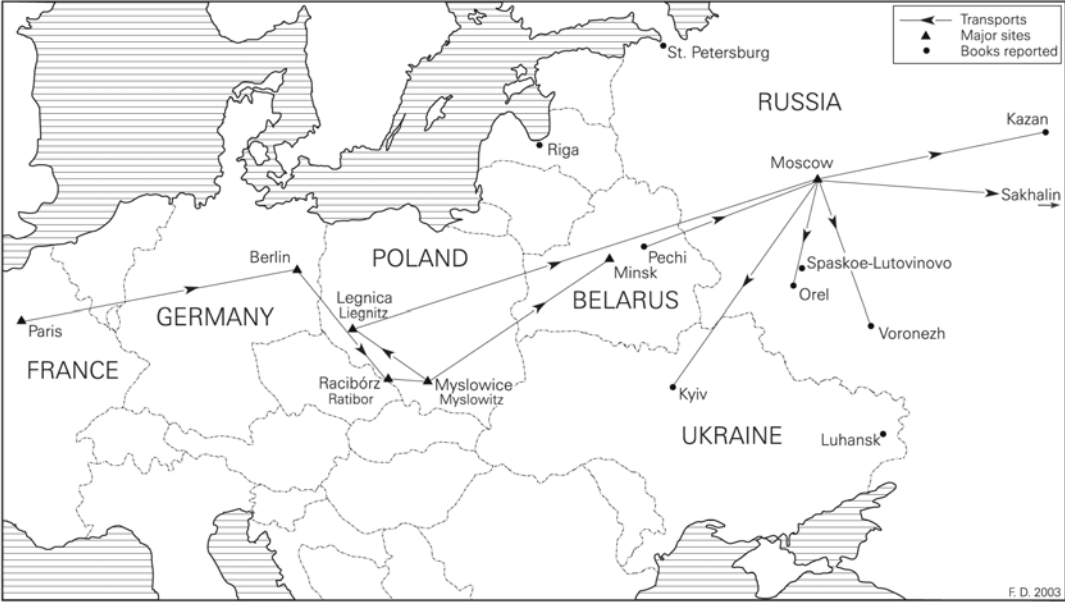 Transports
Major sites
Books reported
St. Petersburg
RUSSIA
Kazan
Riga
Moscow
Sakhalin
Pechi
Berlin
POLAND
Minsk
Spaskoe-Lutovinovo
Orel
Legnica
Liegnitz
BELARUS
GERMANY
Paris
Voronezh
FRANCE
Racibórz
Ratibor
Myslowice
Myslowitz
Kyiv
UKRAINE
Luhansk
F. D. 2003